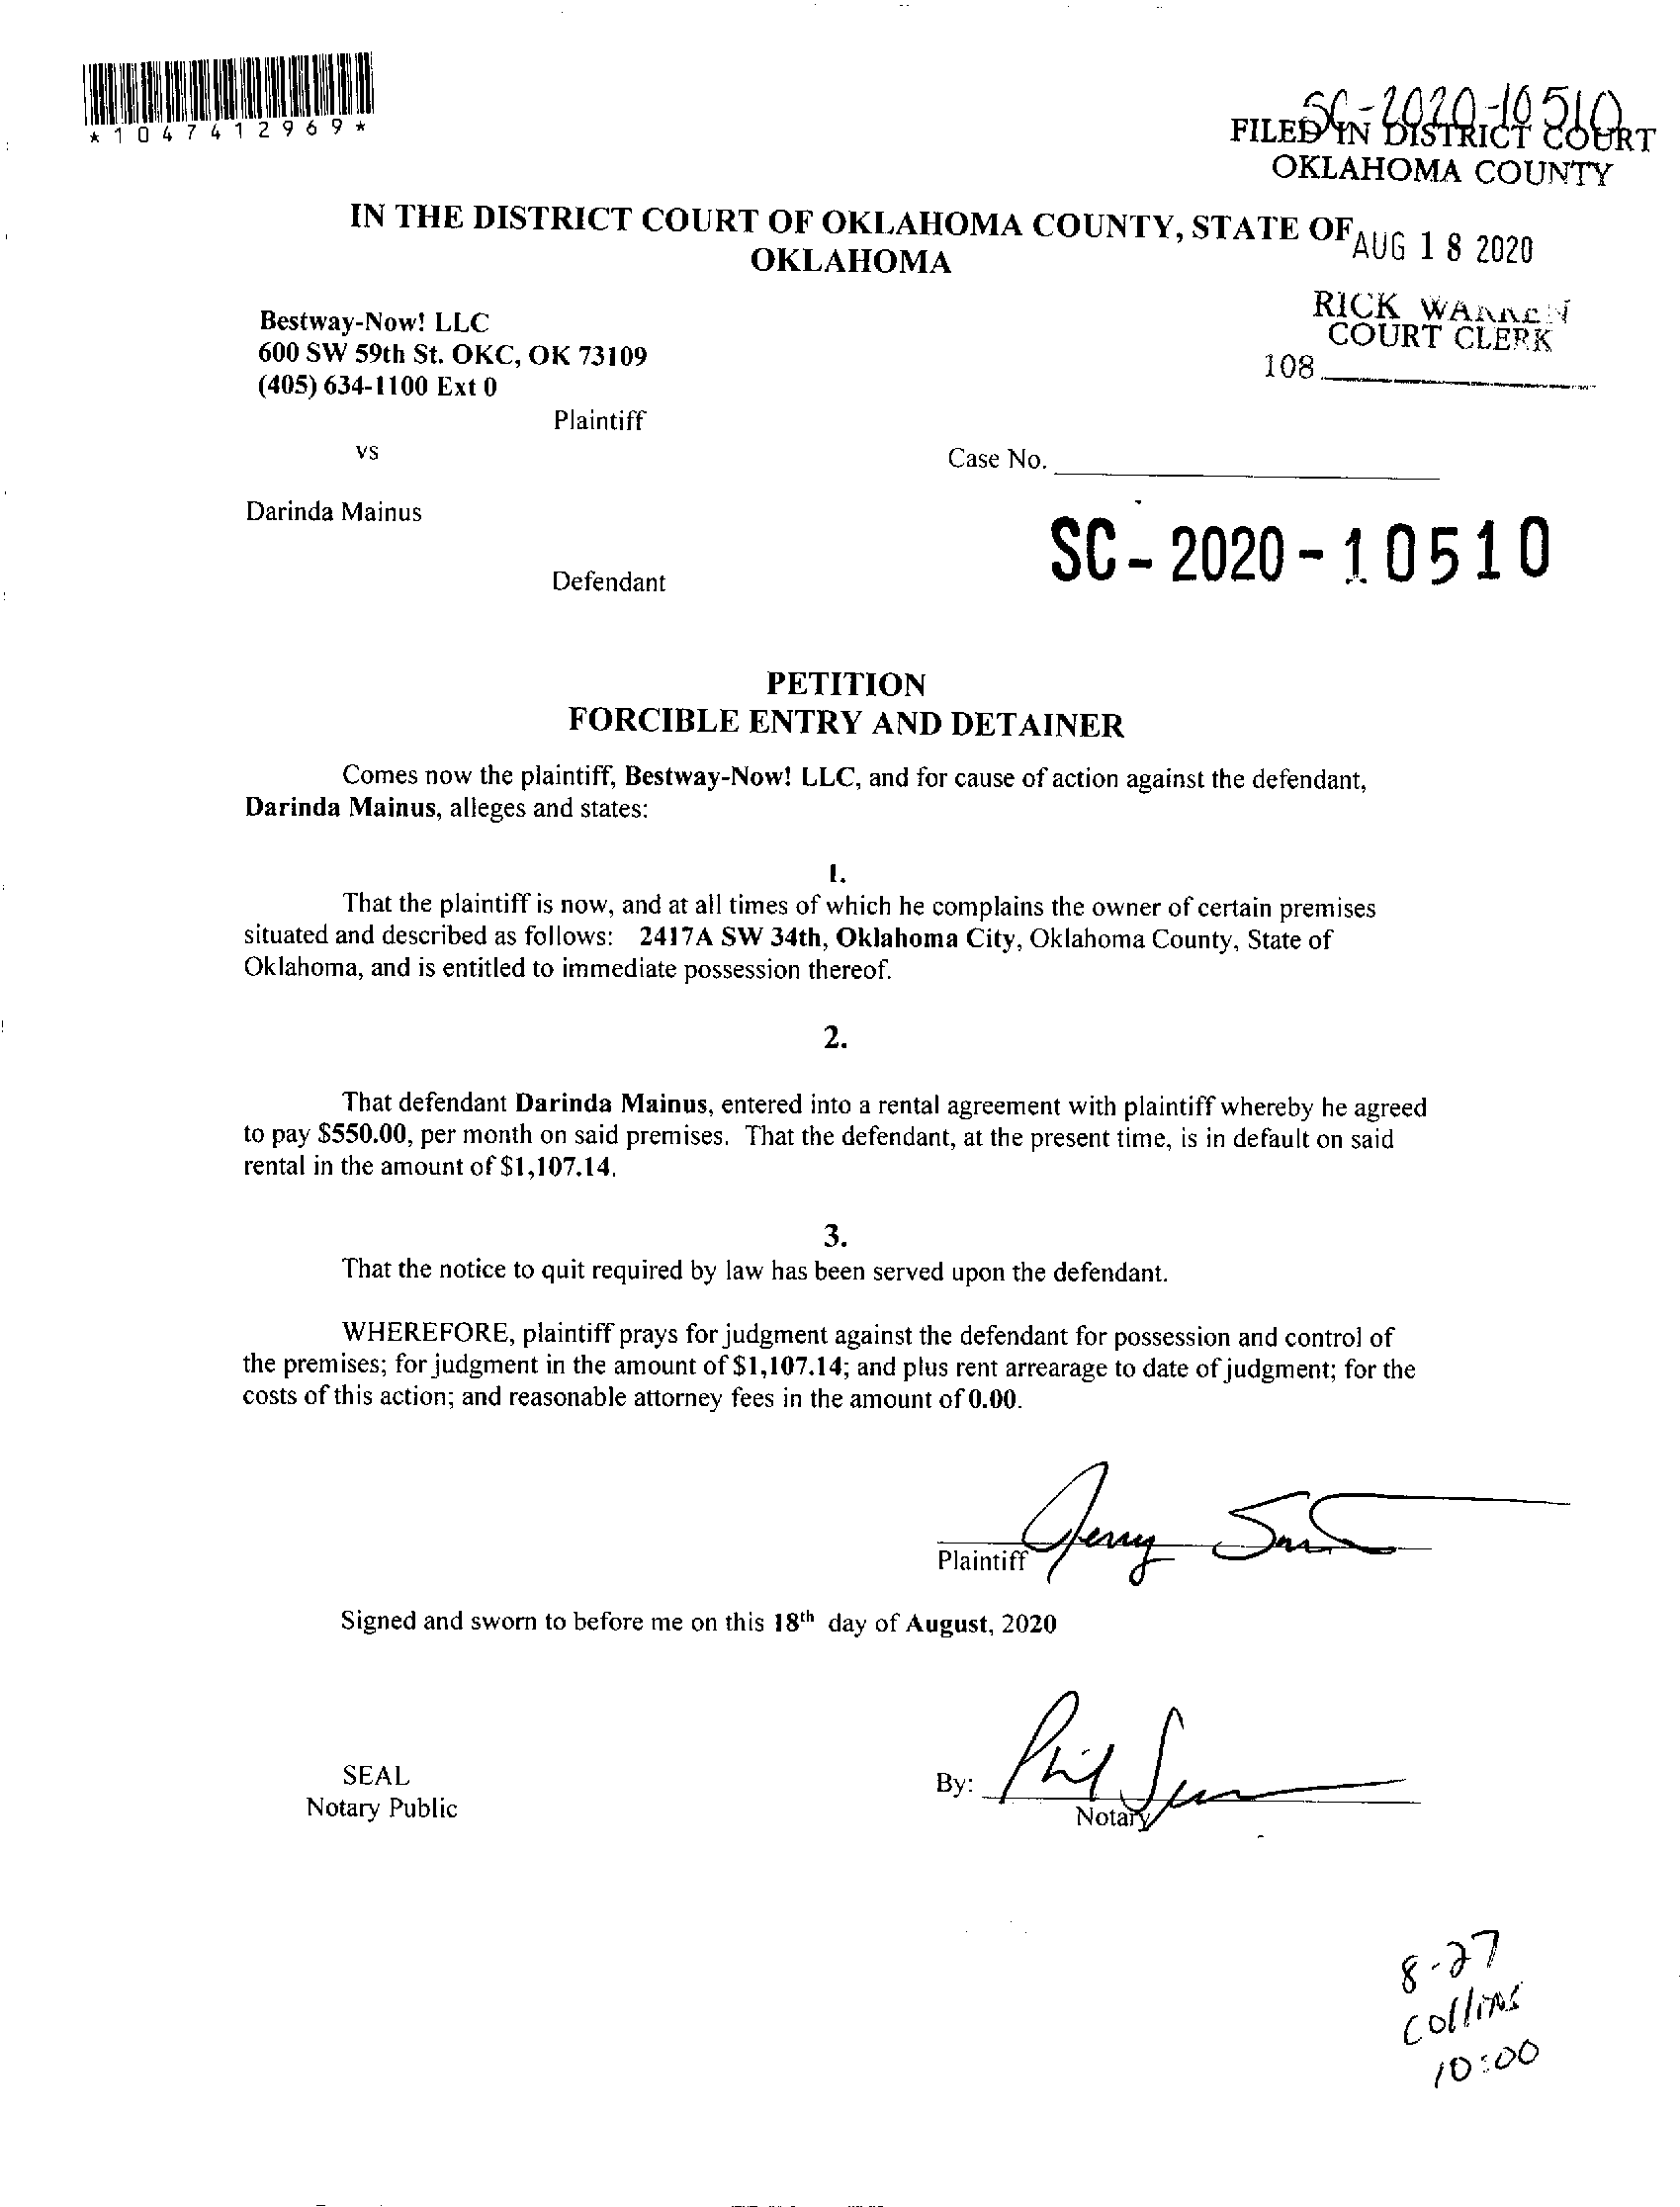 *1047412969*
SC-2020-10510
FILED IN DISTRICT COURT
OKLAHOMA COUNTY
IN THE DISTRICT COURT OF OKLAHOMA COUNTY, STATE OF
OKLAHOMA
AUG 18 2020
RICK WARREN
COURT CLERK
108
Bestway-Now! LLC
600 SW 59th St. OKC, OK 73109
(405) 634-1100 Ext 0
Plaintiff
vs
Case No.
Darinda Mainus
SC-2020-10510
Defendant
PETITION
FORCIBLE ENTRY AND DETAINER
Comes now the plaintiff, Bestway-Now! LLC, and for cause of action against the defendant,
Darinda Mainus, alleges and states:
1.
That the plaintiff is now, and at all times of which he complains the owner of certain premises
situated and described as follows: 2417A SW 34th, Oklahoma City, Oklahoma County, State of
Oklahoma, and is entitled to immediate possession thereof.
2.
That defendant Darinda Mainus, entered into a rental agreement with plaintiff whereby he agreed
to pay $550.00, per month on said premises. That the defendant, at the present time, is in default on said
rental in the amount of $1,107.14.
3.
That the notice to quit required by law has been served upon the defendant.
WHEREFORE, plaintiff prays for judgment against the defendant for possession and control of
the premises; for judgment in the amount of $1,107.14; and plus rent arrearage to date of judgment; for the
costs of this action; and reasonable attorney fees in the amount of 0.00.
Jerry
Plaintiff
Signed and sworn to before me on this 18th day of August, 2020
SEAL
Notary Public
By: Phil
Notary
8-27
Collins
10:00